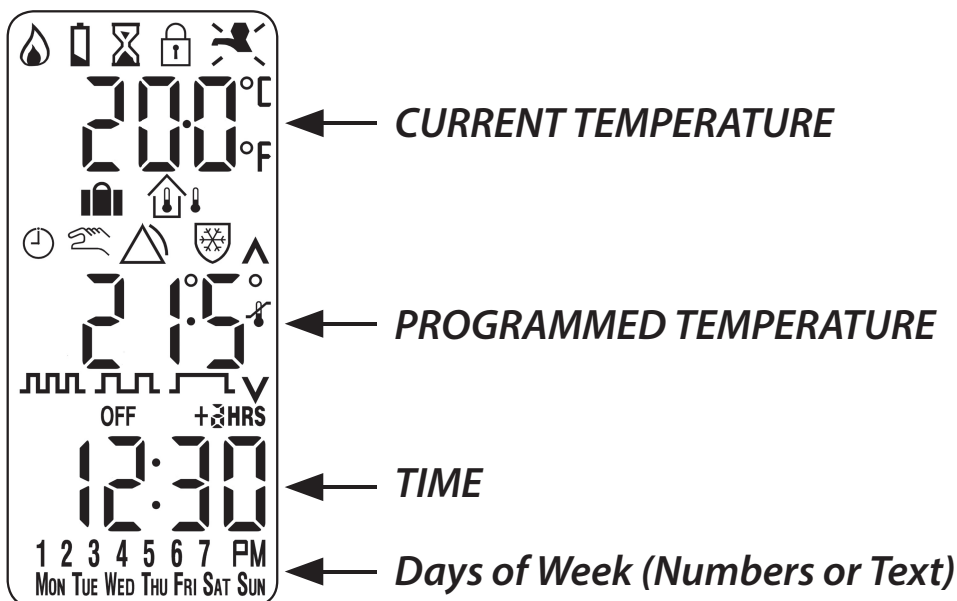 20.0 °C
°F
CURRENT TEMPERATURE
21.5°
PROGRAMMED TEMPERATURE
OFF +2HRS
12:30
TIME
1 2 3 4 5 6 7 PM
MON TUE WED THU FRI SAT SUN
Days of Week (Numbers or Text)